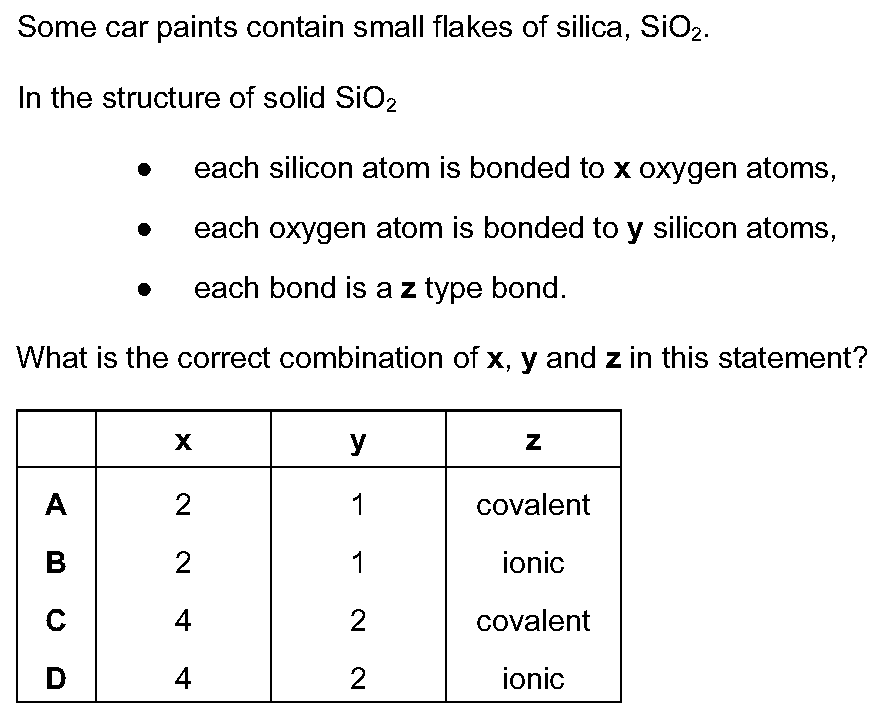 Some car paints contain small flakes of silica, SiO₂.
In the structure of solid SiO₂
● each silicon atom is bonded to x oxygen atoms,
● each oxygen atom is bonded to y silicon atoms,
● each bond is a z type bond.
What is the correct combination of x, y and z in this statement?
x y z
A 2 1 covalent
B 2 1 ionic
C 4 2 covalent
D 4 2 ionic